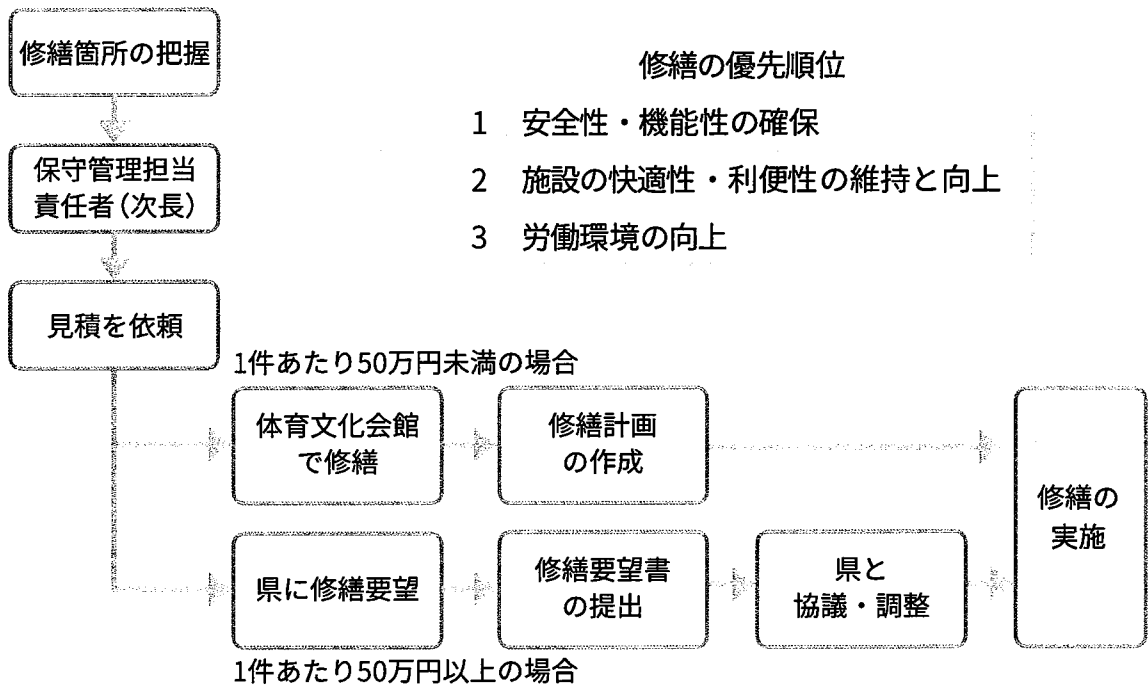 修繕箇所の把握
修繕の優先順位
1 安全性・機能性の確保
2 施設の快適性・利便性の維持と向上
3 労働環境の向上
保守管理担当
責任者(次長)
見積を依頼
1件あたり50万円未満の場合
体育文化会館
で修繕
修繕計画
の作成
県に修繕要望
修繕要望書
の提出
県と
協議・調整
修繕の
実施
1件あたり50万円以上の場合